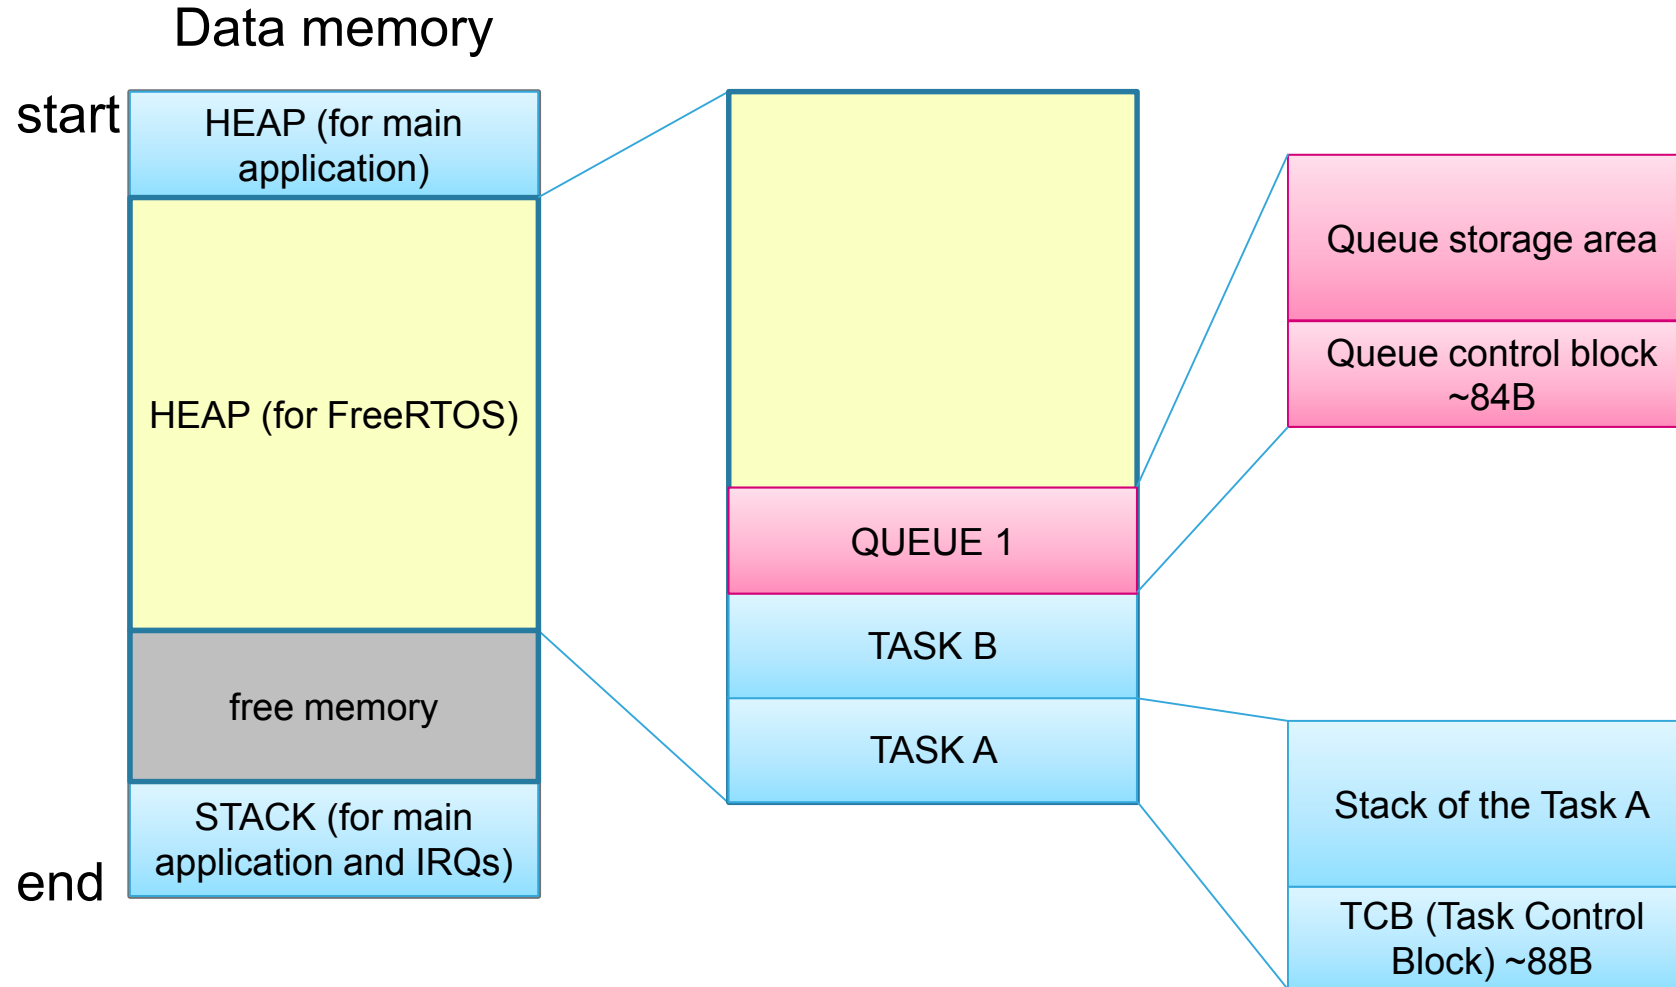 Data memory
start
HEAP (for main
application)
HEAP (for FreeRTOS)
free memory
STACK (for main
application and IRQs)
end
QUEUE 1
TASK B
TASK A
Queue storage area
Queue control block
~84B
Stack of the Task A
TCB (Task Control
Block) ~88B